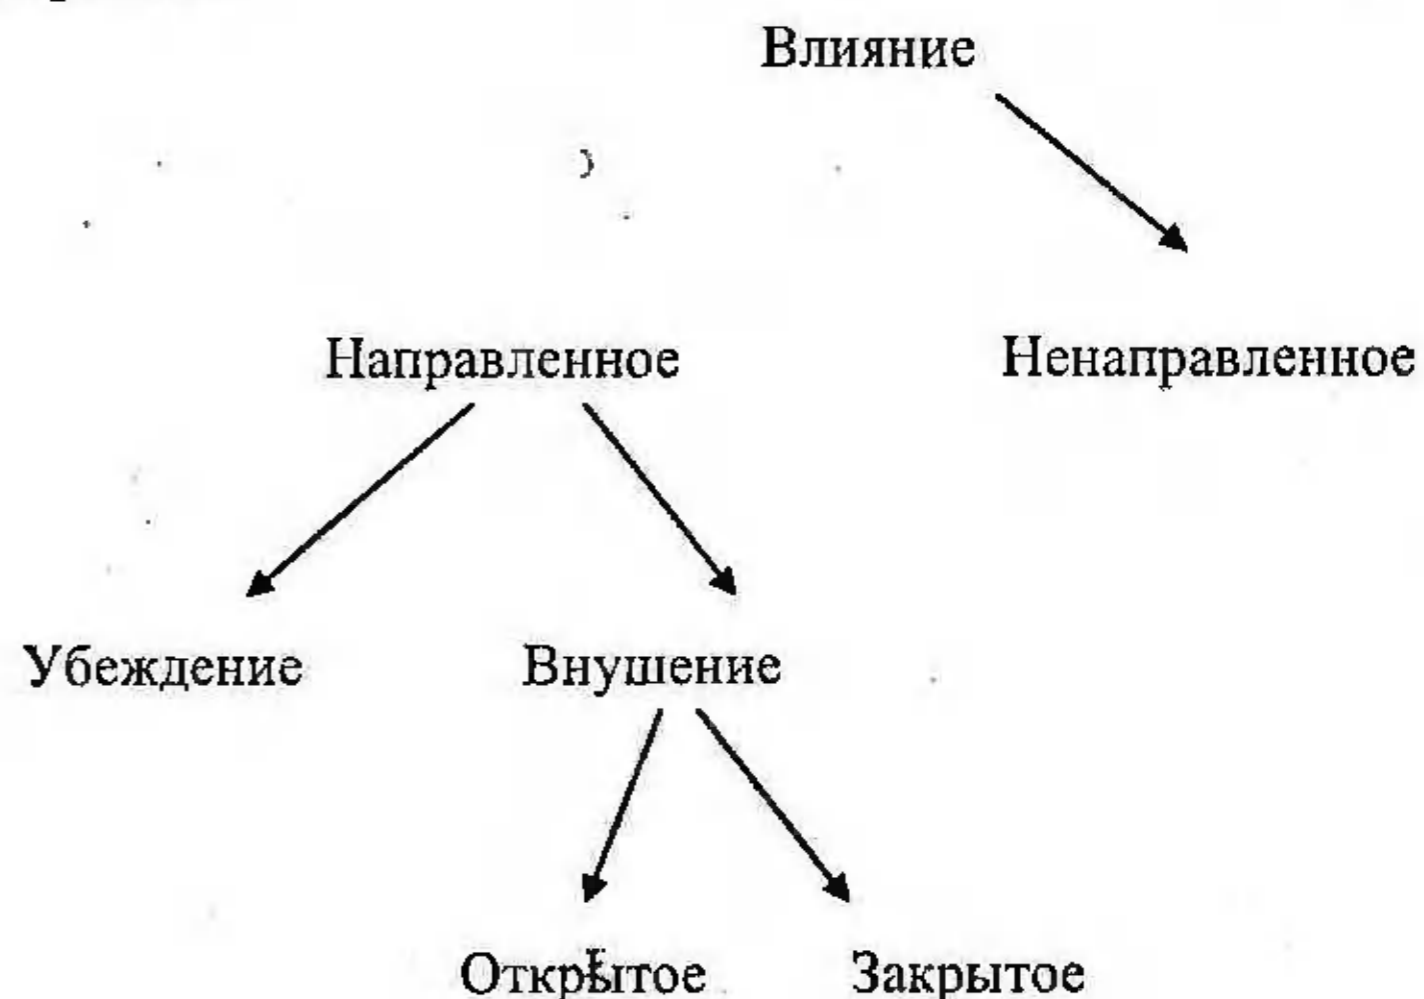 Влияние
Направленное Ненаправленное
Убеждение Внушение
Открытое Закрытое